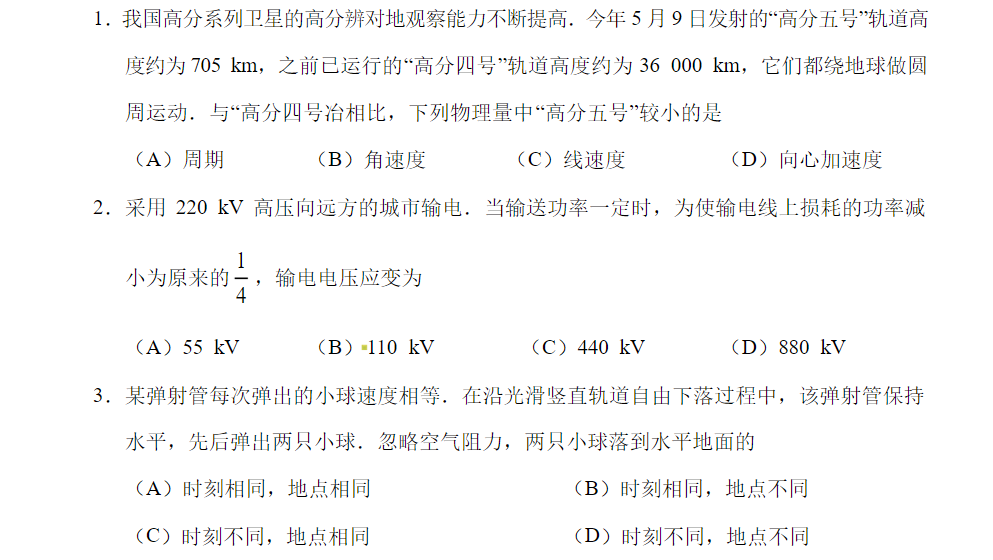 1．我国高分系列卫星的高分辨对地观察能力不断提高．今年 5 月 9 日发射的“高分五号”轨道高
度约为 705 km，之前已运行的“高分四号”轨道高度约为 36 000 km，它们都绕地球做圆
周运动．与“高分四号冶相比，下列物理量中“高分五号”较小的是
（A）周期 （B）角速度 （C）线速度 （D）向心加速度
2．采用 220 kV 高压向远方的城市输电．当输送功率一定时，为使输电线上损耗的功率减
小为原来的 1/4，输电电压应变为
（A）55 kV （B）110 kV （C）440 kV （D）880 kV
3．某弹射管每次弹出的小球速度相等．在沿光滑竖直轨道自由下落过程中，该弹射管保持
水平，先后弹出两只小球．忽略空气阻力，两只小球落到水平地面的
（A）时刻相同，地点相同 （B）时刻相同，地点不同
（C）时刻不同，地点相同 （D）时刻不同，地点不同